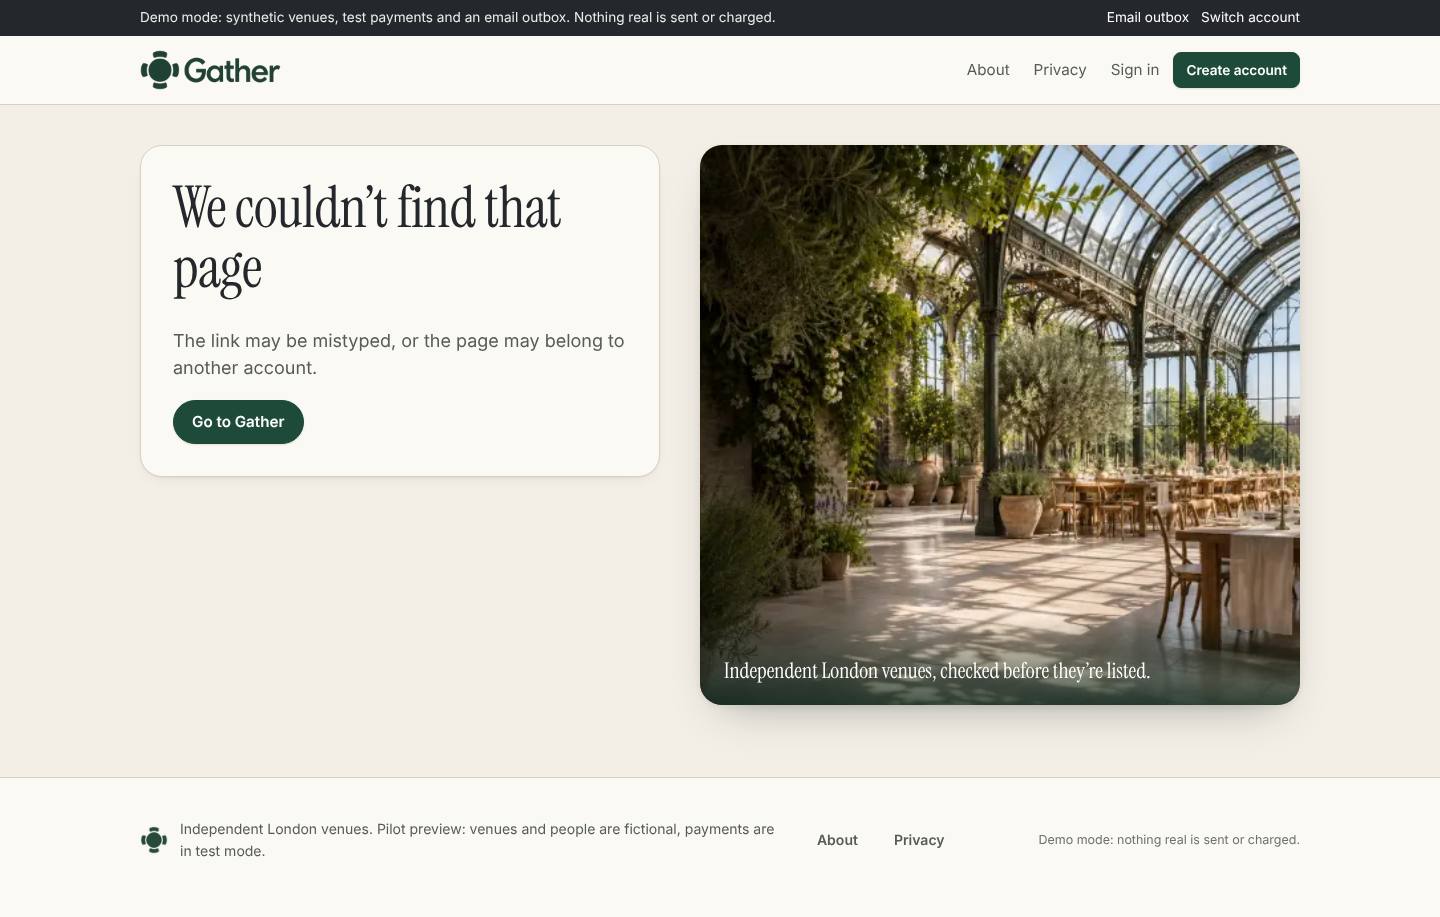 Demo mode: synthetic venues, test payments and an email outbox. Nothing real is sent or charged.
Email outbox Switch account
Gather
About Privacy Sign in Create account
We couldn’t find that
page
The link may be mistyped, or the page may belong to
another account.
Go to Gather
Independent London venues, checked before they’re listed.
Independent London venues. Pilot preview: venues and people are fictional, payments are
in test mode.
About Privacy
Demo mode: nothing real is sent or charged.